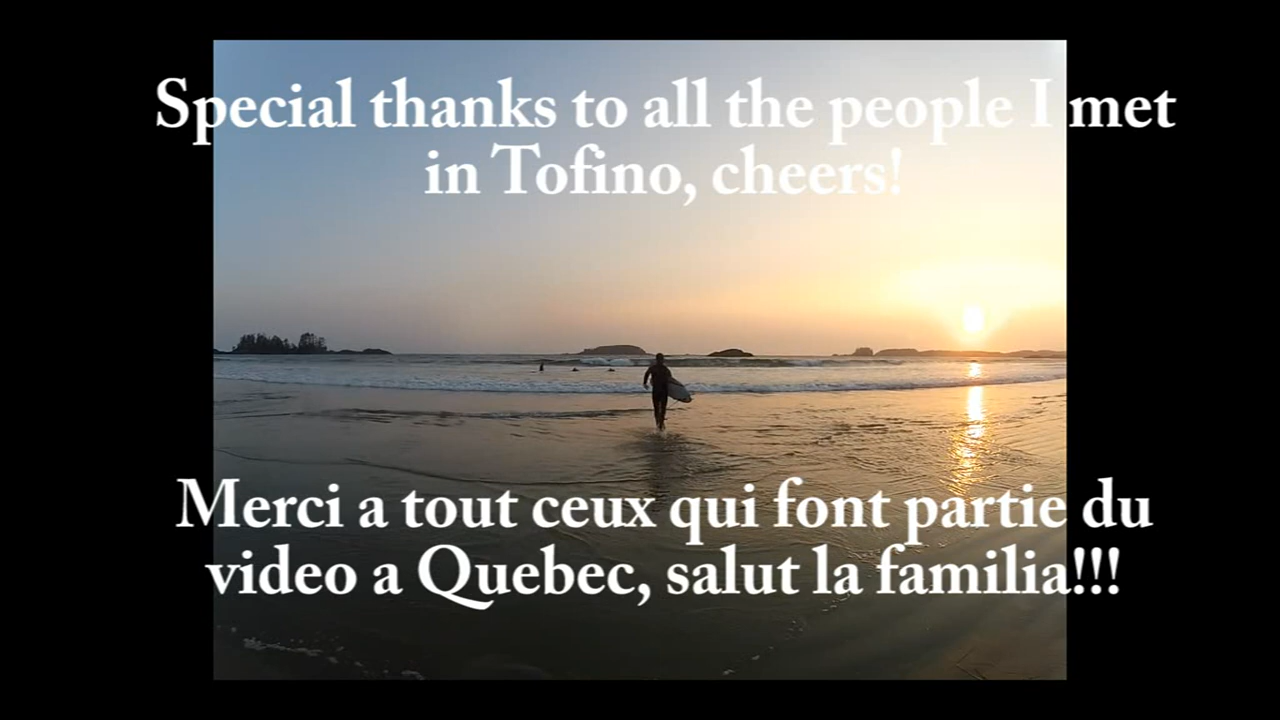 Special thanks to all the people I met
in Tofino, cheers!
Merci a tout ceux qui font partie du
video a Quebec, salut la familia!!!